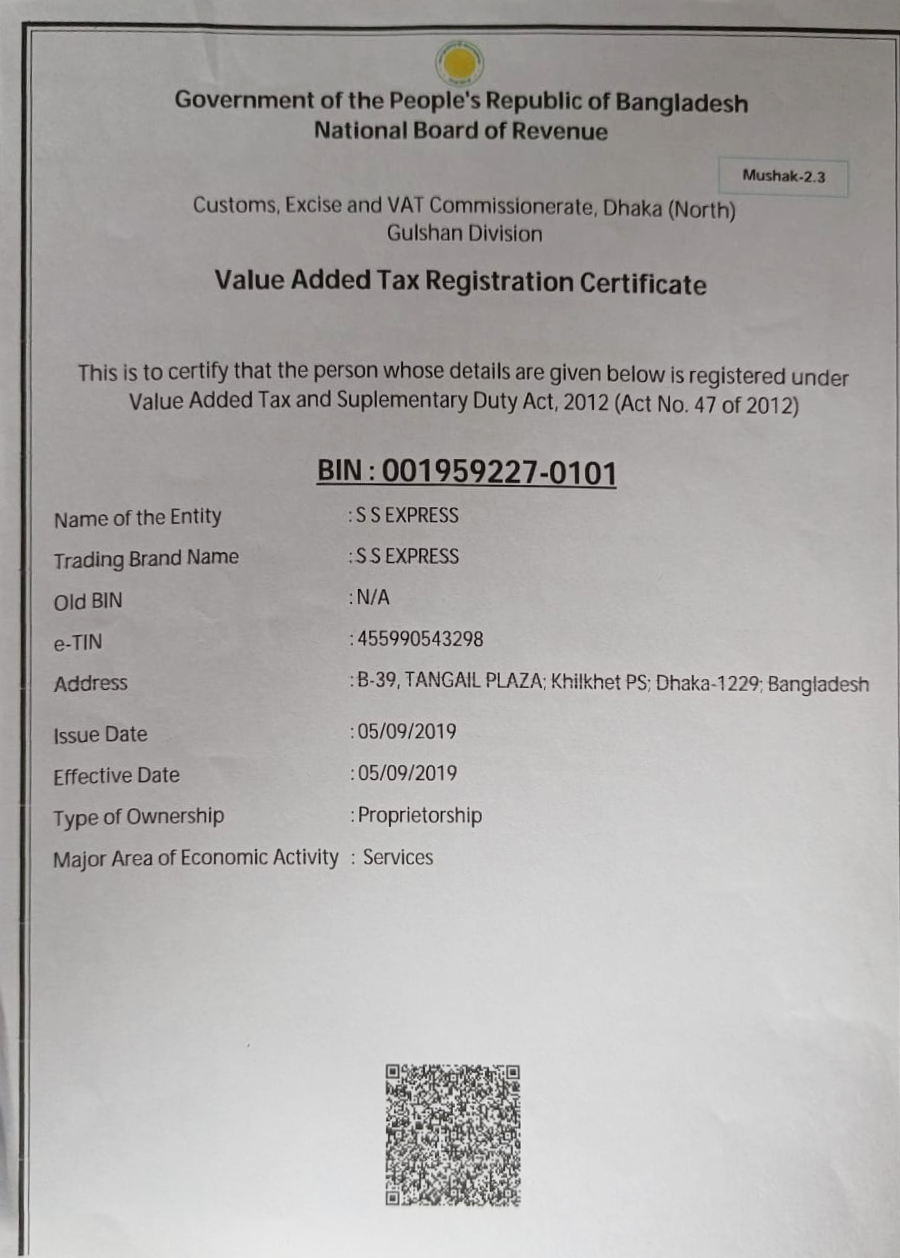 Government of the People's Republic of Bangladesh
National Board of Revenue
Mushak-2.3
Customs, Excise and VAT Commissionerate, Dhaka (North)
Gulshan Division
Value Added Tax Registration Certificate
This is to certify that the person whose details are given below is registered under
Value Added Tax and Suplementary Duty Act, 2012 (Act No. 47 of 2012)
BIN : 001959227-0101
Name of the Entity : S S EXPRESS
Trading Brand Name : S S EXPRESS
Old BIN : N/A
e-TIN : 455990543298
Address : B-39, TANGAIL PLAZA; Khilkhet PS; Dhaka-1229; Bangladesh
Issue Date : 05/09/2019
Effective Date : 05/09/2019
Type of Ownership : Proprietorship
Major Area of Economic Activity : Services